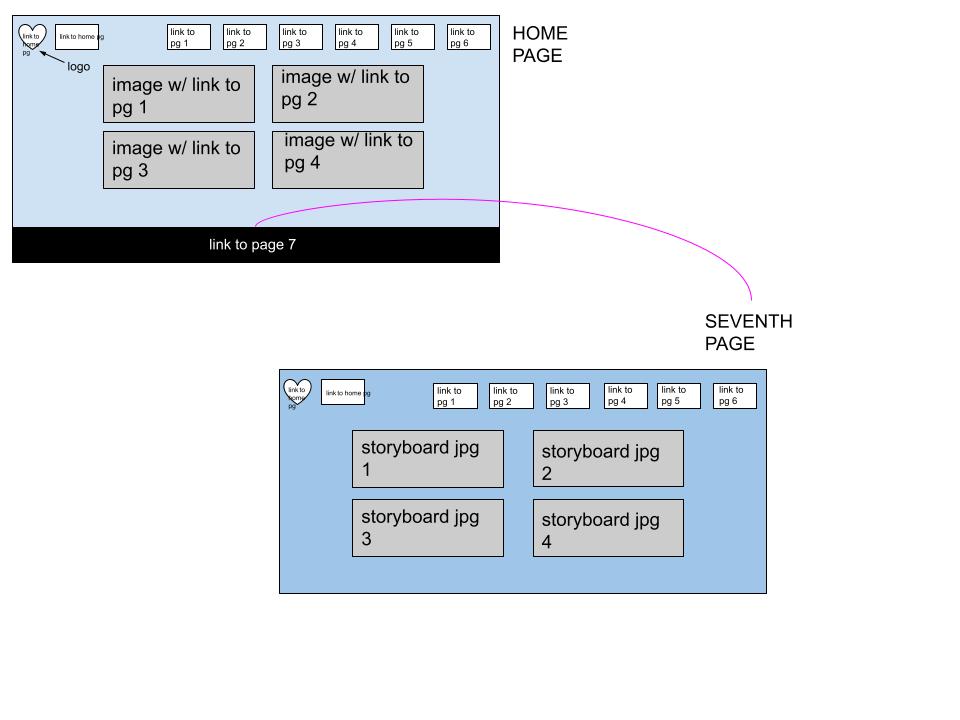 link to
home
pg
link to home pg
link to
pg 1
link to
pg 2
link to
pg 3
link to
pg 4
link to
pg 5
link to
pg 6
HOME
PAGE
logo
image w/ link to
pg 1
image w/ link to
pg 2
image w/ link to
pg 3
image w/ link to
pg 4
link to page 7
SEVENTH
PAGE
link to
home
pg
link to home pg
link to
pg 1
link to
pg 2
link to
pg 3
link to
pg 4
link to
pg 5
link to
pg 6
storyboard jpg
1
storyboard jpg
2
storyboard jpg
3
storyboard jpg
4